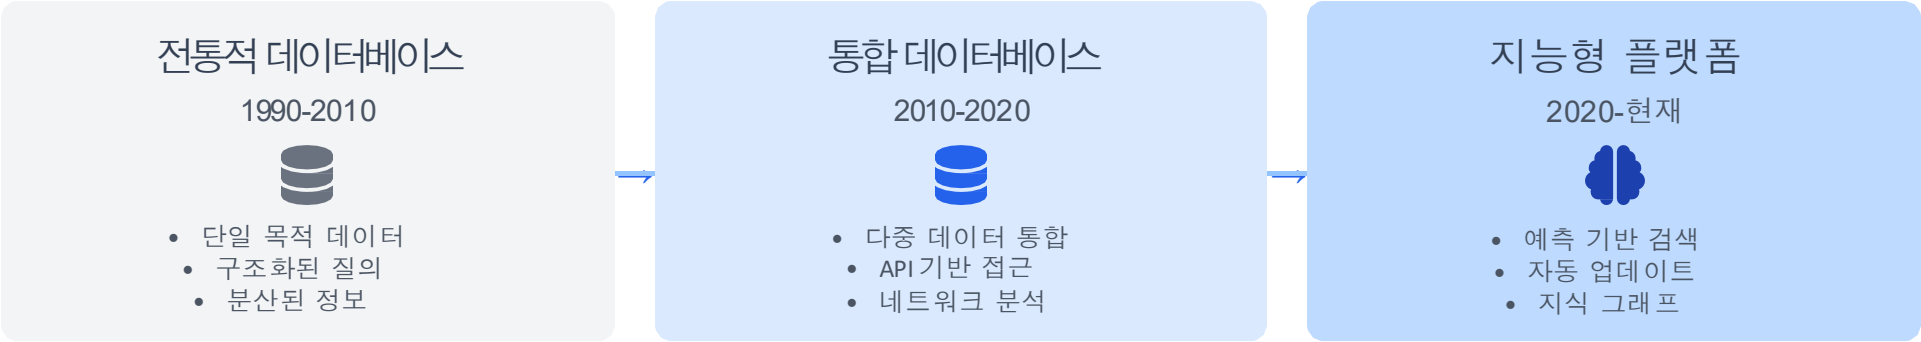 전통적 데이터베이스
1990-2010
• 단일 목적 데이터
• 구조화된 질의
• 분산된 정보
통합 데이터베이스
2010-2020
• 다중 데이터 통합
• API 기반 접근
• 네트워크 분석
지능형 플랫폼
2020-현재
• 예측 기반 검색
• 자동 업데이트
• 지식 그래프